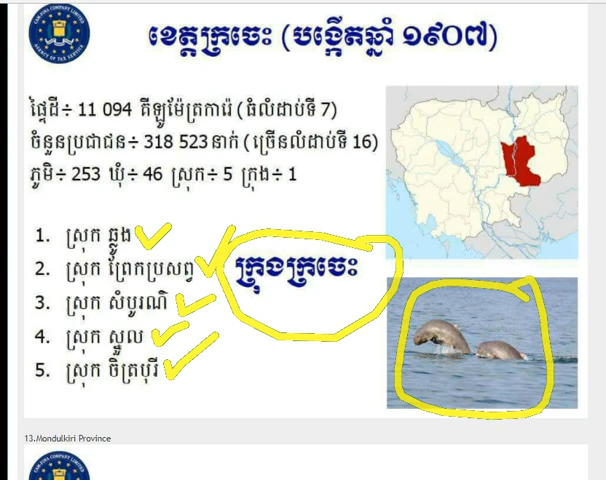 ខេត្តក្រចេះ (បង្កើតឆ្នាំ ១៩០៧)
ផ្ទៃដី÷ 11 094 គីឡូម៉ែត្រការ៉េ (ធំលំដាប់ទី 7)
ចំនួនប្រជាជន÷ 318 523 នាក់ (ច្រើនលំដាប់ទី 16)
ភូមិ÷ 253 ឃុំ÷ 46 ស្រុក÷ 5 ក្រុង÷ 1
1. ស្រុក ឆ្លូង
2. ស្រុក ព្រែកប្រសព្វ
3. ស្រុក សំបូរណិ
4. ស្រុក ស្នួល
5. ស្រុក ចិត្របុរី
ក្រុងក្រចេះ
13.Mondulkiri Province